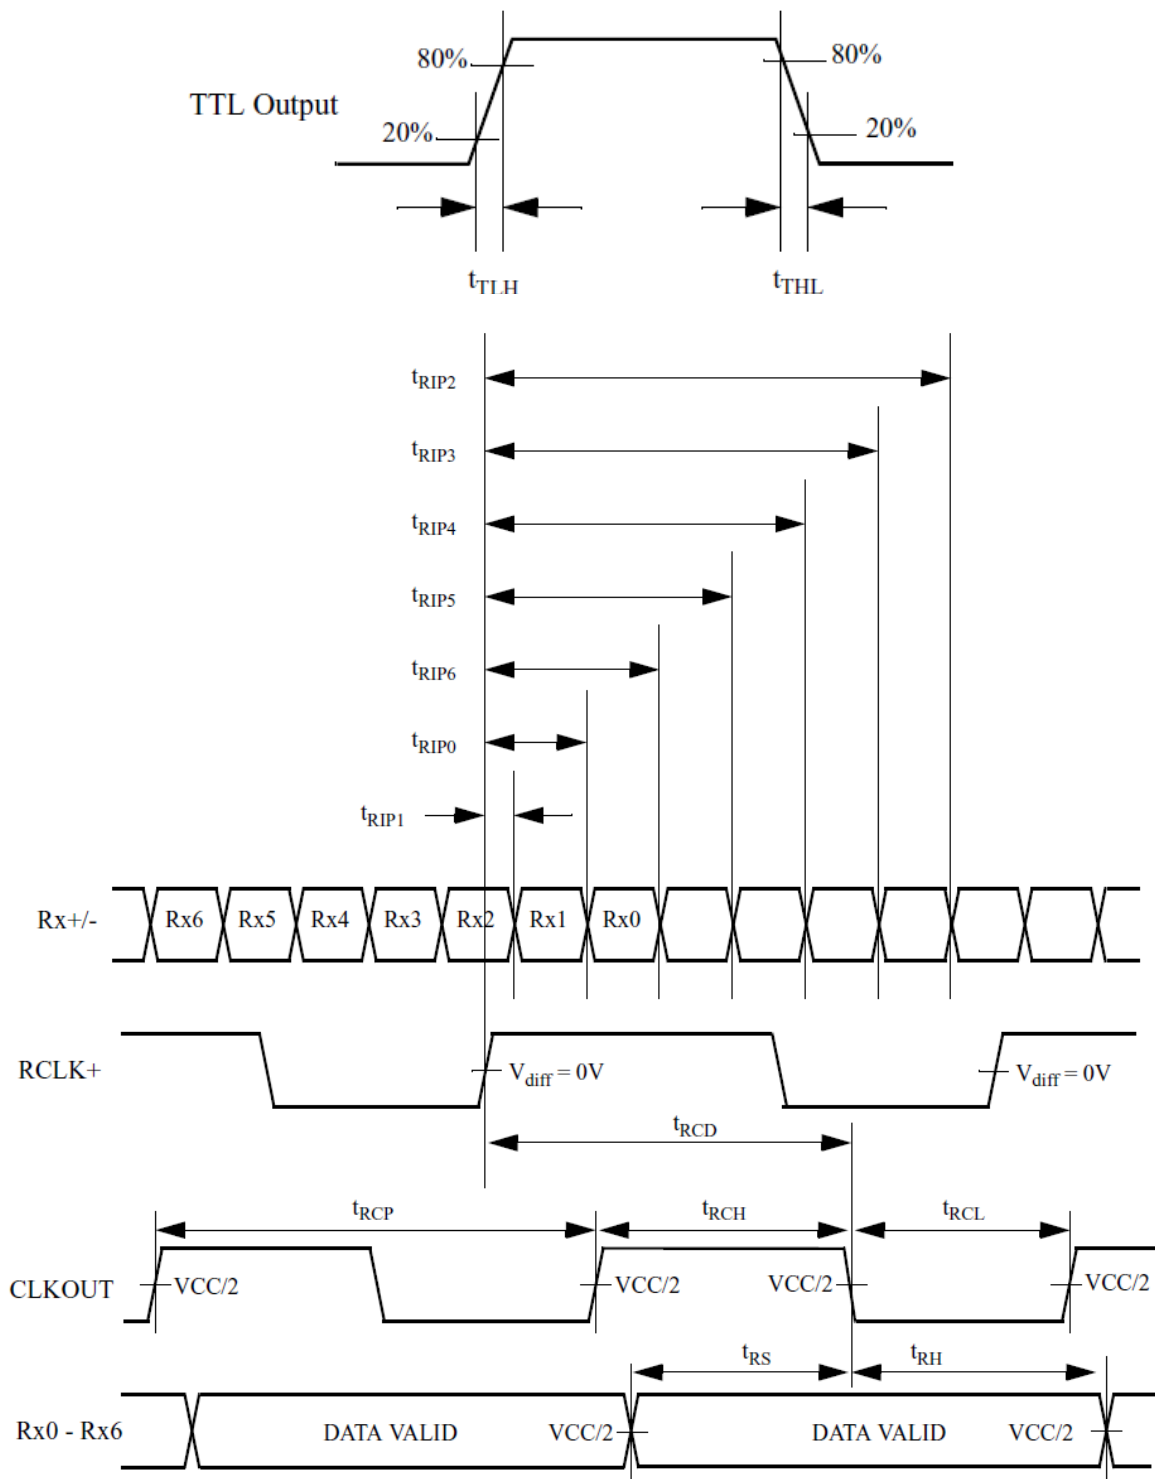 80%
80%
TTL Output
20%
20%
tTLH
tTHL
tRIP2
tRIP3
tRIP4
tRIP5
tRIP6
tRIP0
tRIP1
Rx+/-
Rx6
Rx5
Rx4
Rx3
Rx2
Rx1
Rx0
RCLK+
Vdiff = 0V
Vdiff = 0V
tRCD
tRCP
tRCH
tRCL
CLKOUT
VCC/2
VCC/2
VCC/2
VCC/2
tRS
tRH
Rx0 - Rx6
DATA VALID
VCC/2
DATA VALID
VCC/2